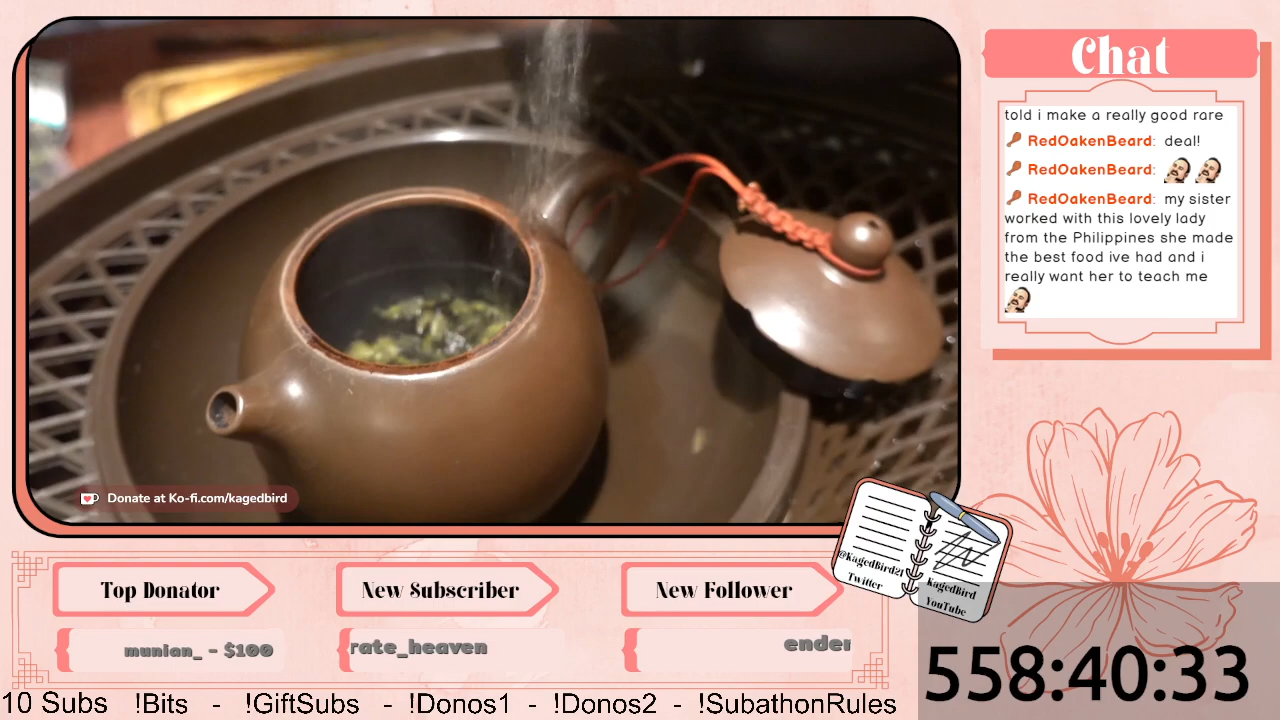 Chat
told i make a really good rare
RedOakenBeard: deal!
RedOakenBeard:
RedOakenBeard: my sister
worked with this lovely lady
from the Philippines she made
the best food ive had and i
really want her to teach me
Donate at Ko-fi.com/kagedbird
@KagedBird21
Twitter
KagedBird
YouTube
Top Donator
New Subscriber
New Follower
munian_ - $100
rate_heaven
ender
558:40:33
10 Subs !Bits - !GiftSubs - !Donos1 - !Donos2 - !SubathonRules